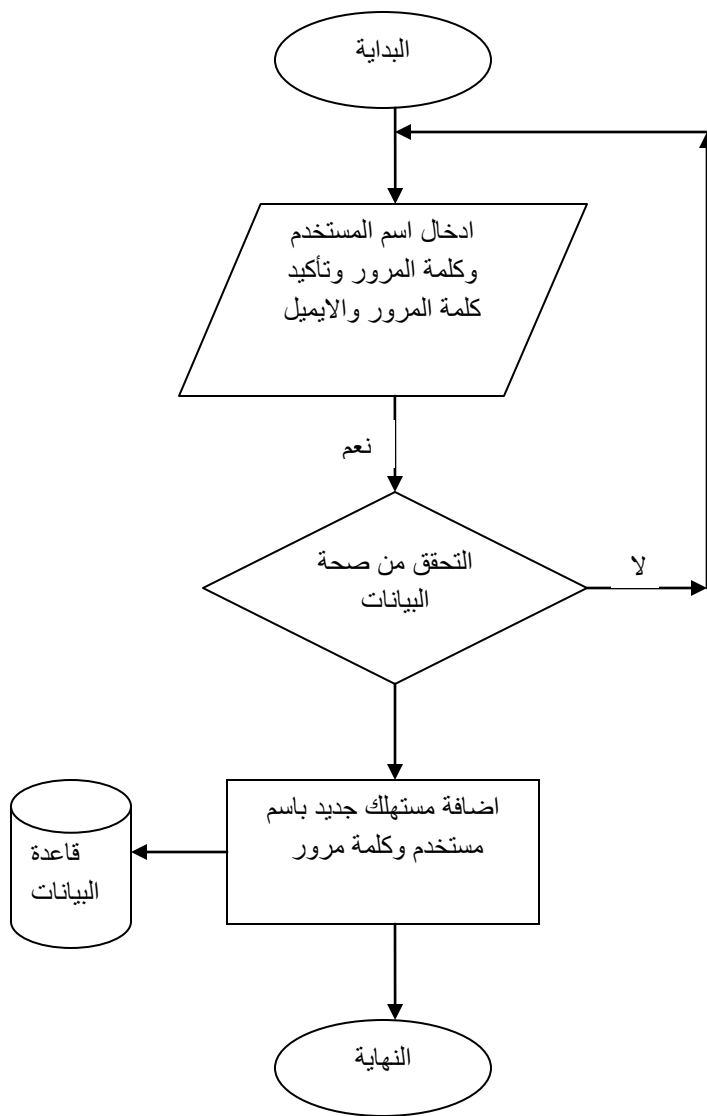 البداية
ادخال اسم المستخدم
وكلمة المرور وتأكيد
كلمة المرور والايميل
نعم
التحقق من صحة
البيانات
لا
اضافة مستهلك جديد باسم
مستخدم وكلمة مرور
قاعدة
البيانات
النهاية